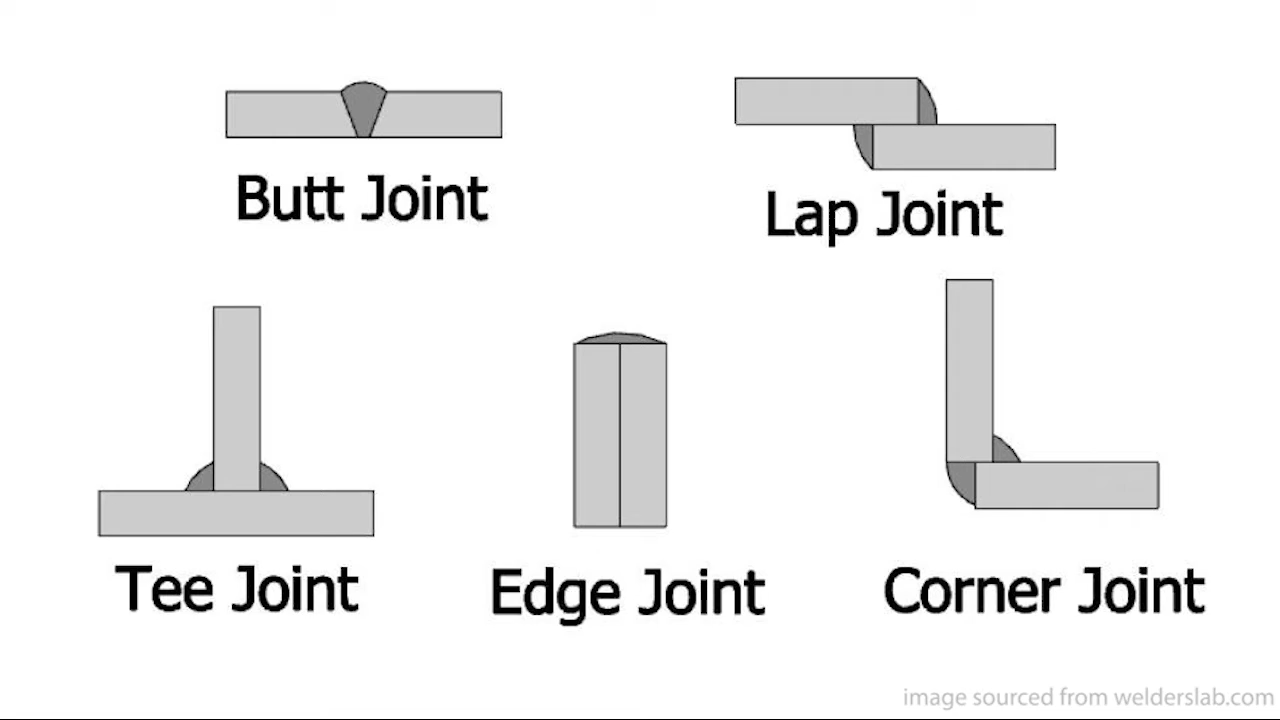 Butt Joint
Lap Joint
Tee Joint
Edge Joint
Corner Joint
image sourced from welderslab.com